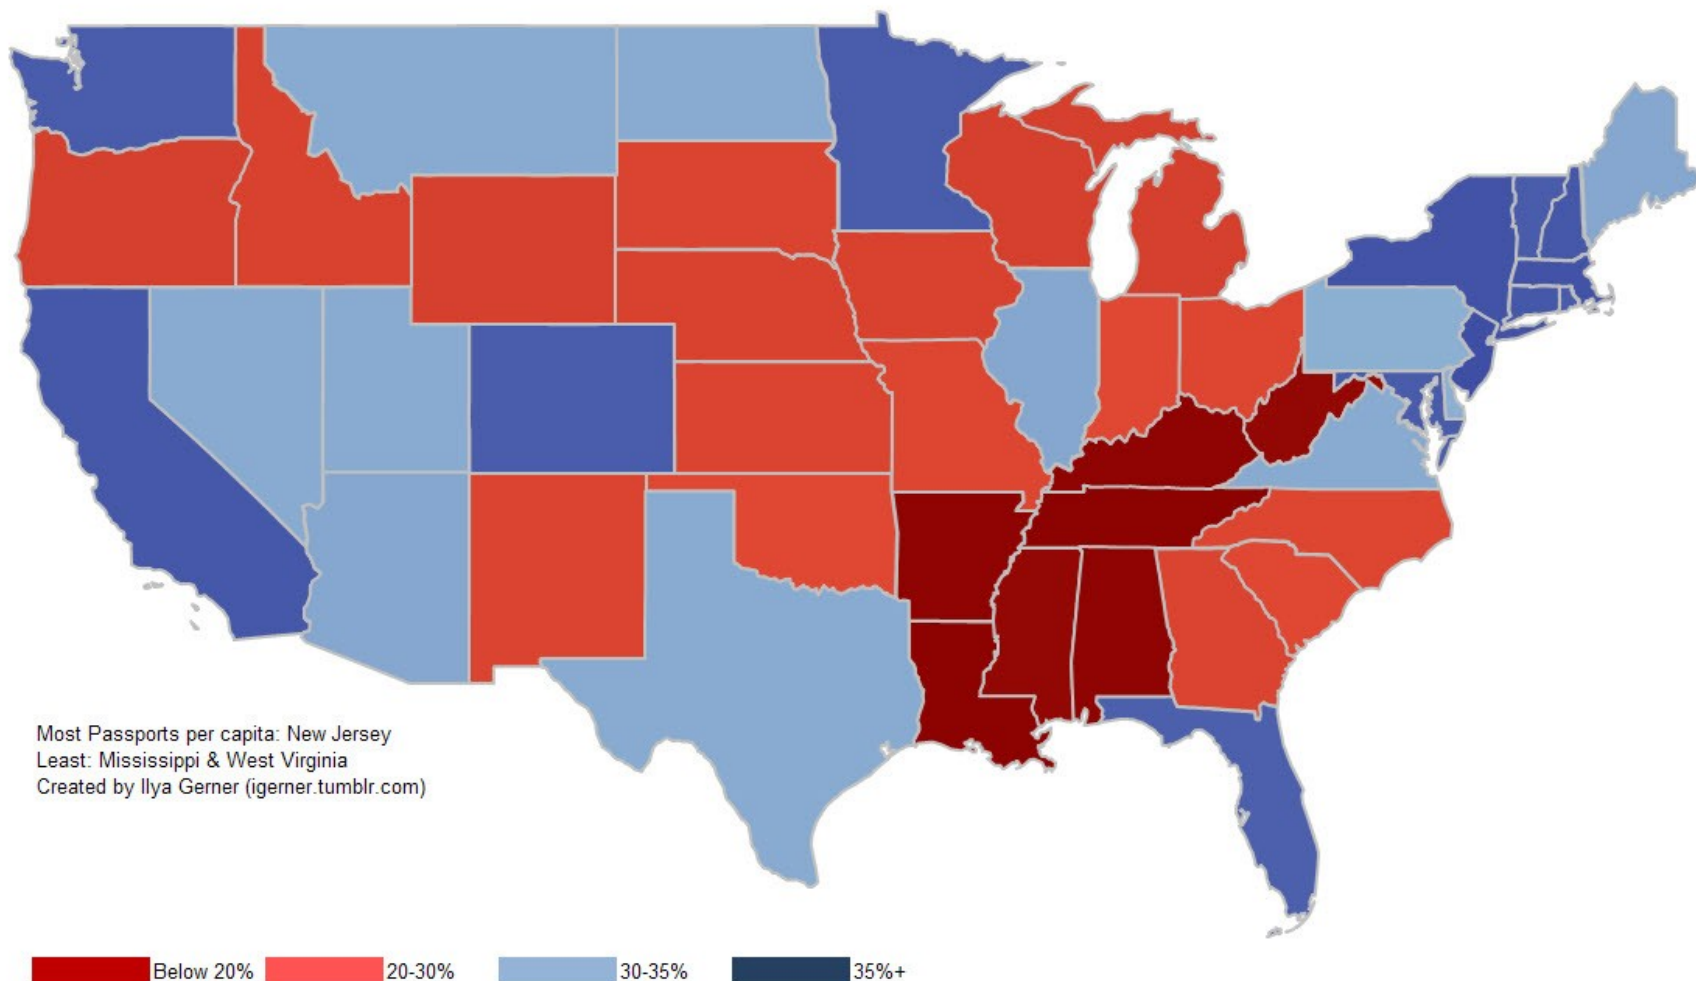 Most Passports per capita: New Jersey
Least: Mississippi & West Virginia
Created by Ilya Gerner (igerner.tumblr.com)
Below 20% 20-30% 30-35% 35%+